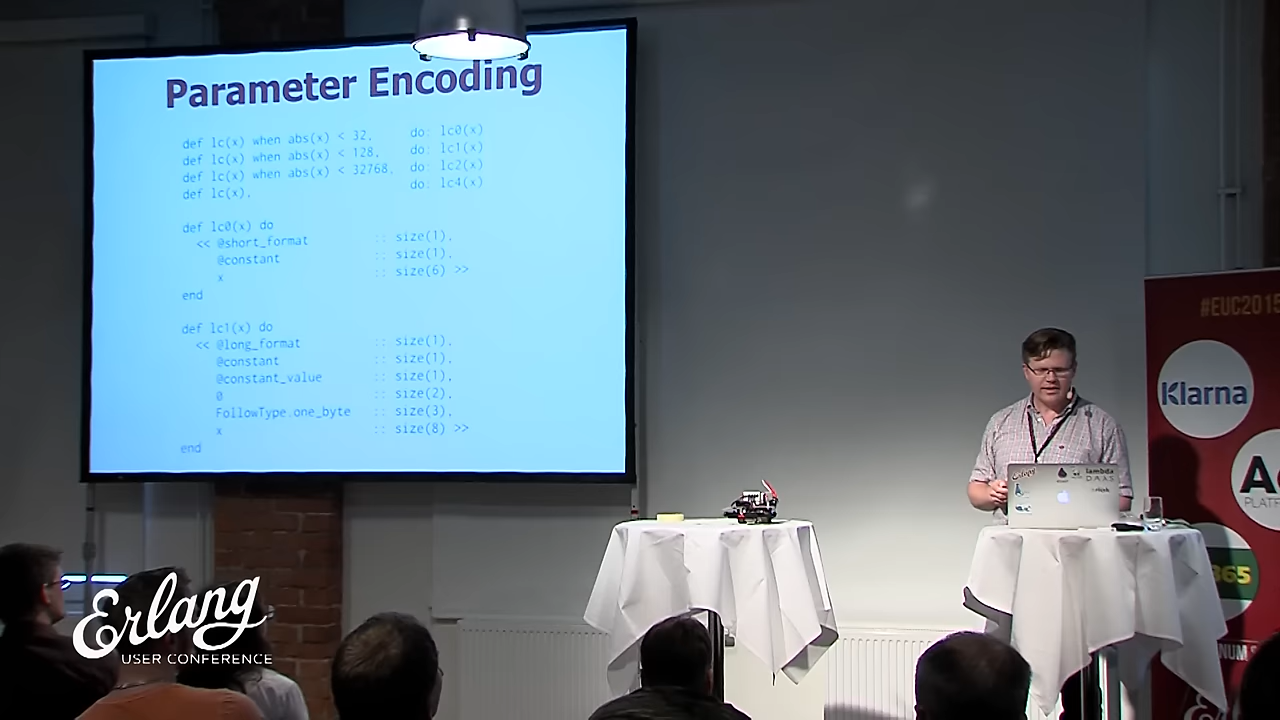 Parameter Encoding
def lc(x) when abs(x) < 32, do: lc0(x)
def lc(x) when abs(x) < 128, do: lc1(x)
def lc(x) when abs(x) < 32768, do: lc2(x)
def lc(x), do: lc4(x)
def lc0(x) do
<< @short_format :: size(1),
@constant :: size(1),
x :: size(6) >>
end
def lc1(x) do
<< @long_format :: size(1),
@constant :: size(1),
@constant_value :: size(1),
0 :: size(2),
FollowType.one_byte :: size(3),
x :: size(8) >>
end
#EUC2015
Klarna
lambda
DAYS
365
Erlang
USER CONFERENCE